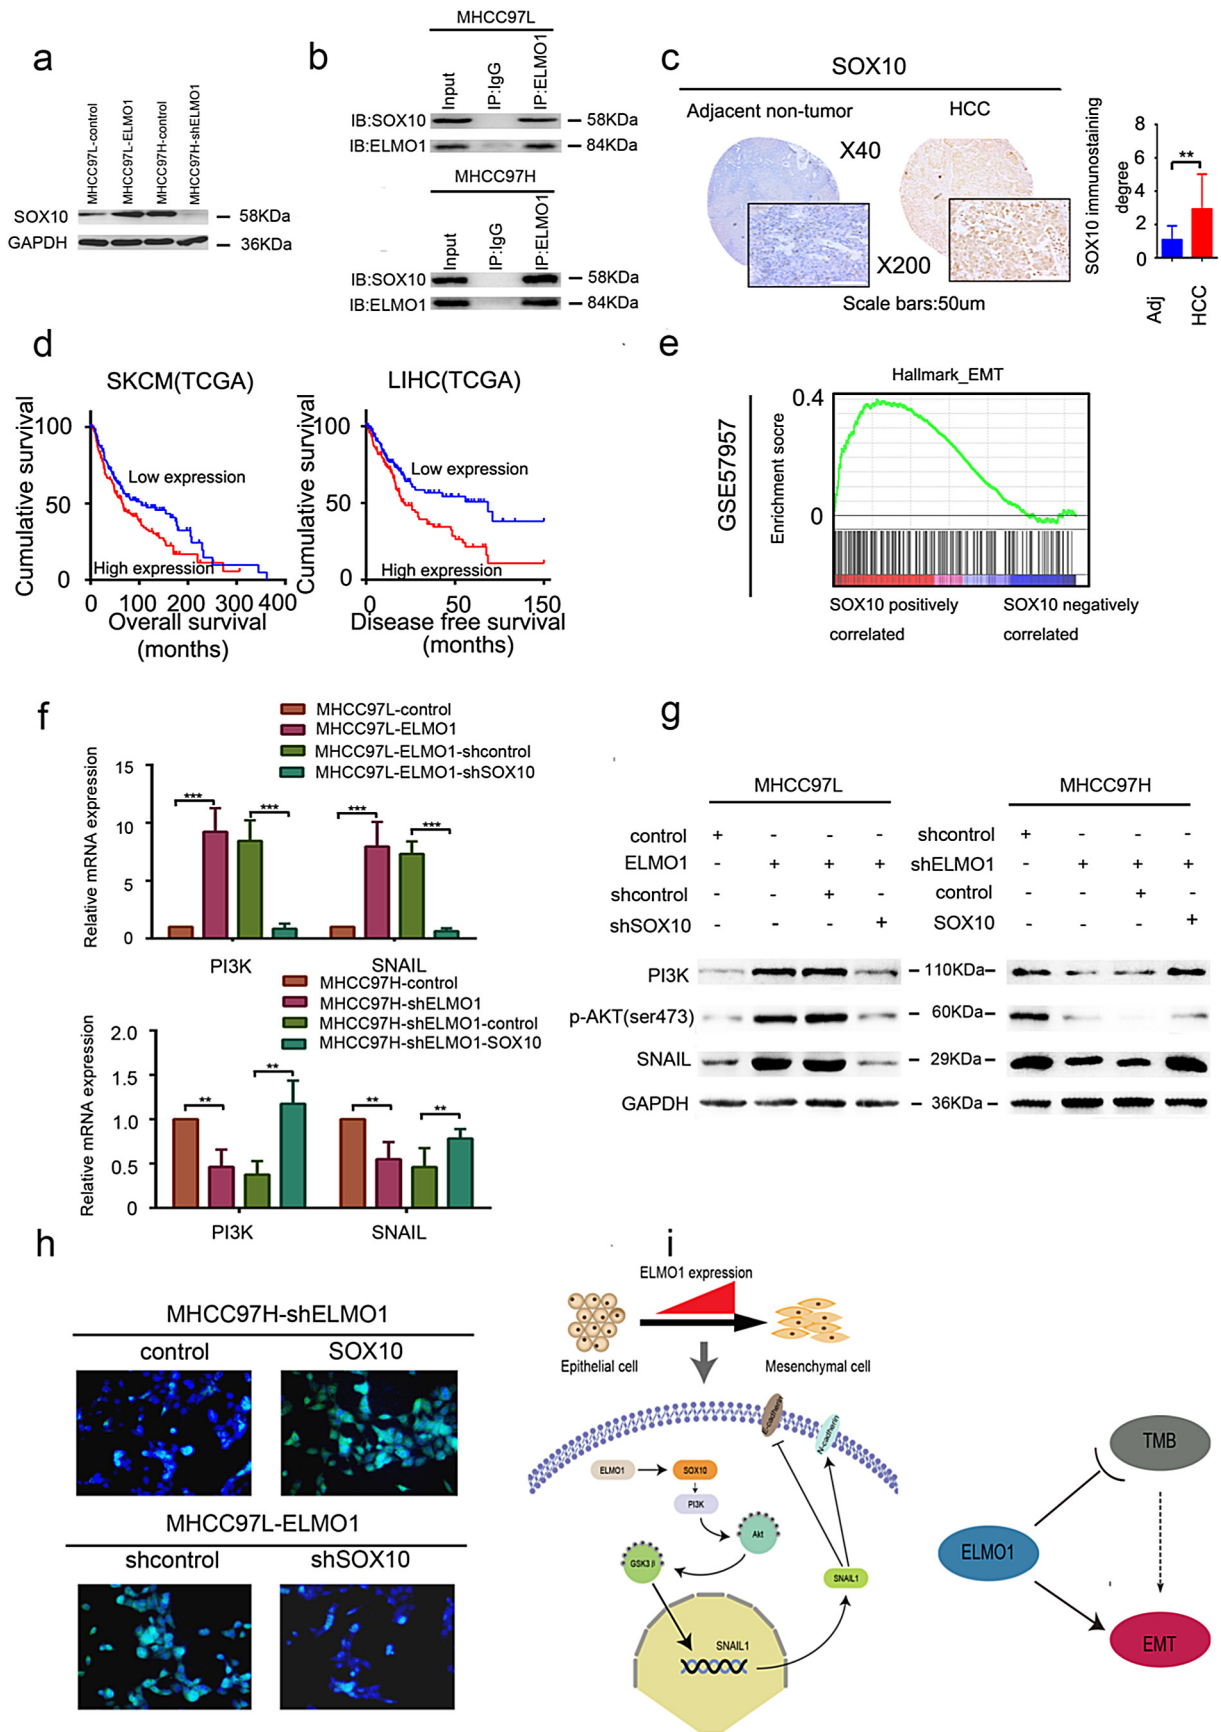 a
MHCC97L-control
MHCC97L-ELMO1
MHCC97H-control
MHCC97H-shELMO1
SOX10
58KDa
GAPDH
36KDa
b
MHCC97L
Input
IP:IgG
IP:ELMO1
IB:SOX10
58KDa
IB:ELMO1
84KDa
MHCC97H
Input
IP:IgG
IP:ELMO1
IB:SOX10
58KDa
IB:ELMO1
84KDa
c
SOX10
Adjacent non-tumor
HCC
X40
X200
Scale bars:50um
SOX10 immunostaining
degree
8
6
4
2
0
**
Adj
HCC
d
SKCM(TCGA)
Cumulative survival
100
50
0
Low expression
High expression
0 100 200 300 400
Overall survival
(months)
LIHC(TCGA)
Cumulative survival
100
50
0
Low expression
High expression
0 50 150
Disease free survival
(months)
e
Hallmark_EMT
GSE57957
Enrichment socre
0.4
0
SOX10 positively
correlated
SOX10 negatively
correlated
f
MHCC97L-control
MHCC97L-ELMO1
MHCC97L-ELMO1-shcontrol
MHCC97L-ELMO1-shSOX10
Relative mRNA expression
15
10
5
0
*** *** *** ***
PI3K SNAIL
MHCC97H-control
MHCC97H-shELMO1
MHCC97H-shELMO1-control
MHCC97H-shELMO1-SOX10
Relative mRNA expression
2.0
1.5
1.0
0.5
0
** ** ** **
PI3K SNAIL
g
MHCC97L
MHCC97H
control + - - -
shcontrol + - - -
ELMO1 - + + +
shELMO1 - + + +
shcontrol - - + -
control - - + -
shSOX10 - - - +
SOX10 - - - +
PI3K
110KDa
p-AKT(ser473)
60KDa
SNAIL
29KDa
GAPDH
36KDa
h
MHCC97H-shELMO1
control SOX10
MHCC97L-ELMO1
shcontrol shSOX10
i
ELMO1 expression
Epithelial cell
Mesenchymal cell
E-cadherin
N-cadherin
ELMO1
SOX10
PI3K
Akt
GSK3 β
SNAIL1
SNAIL1
TMB
ELMO1
EMT